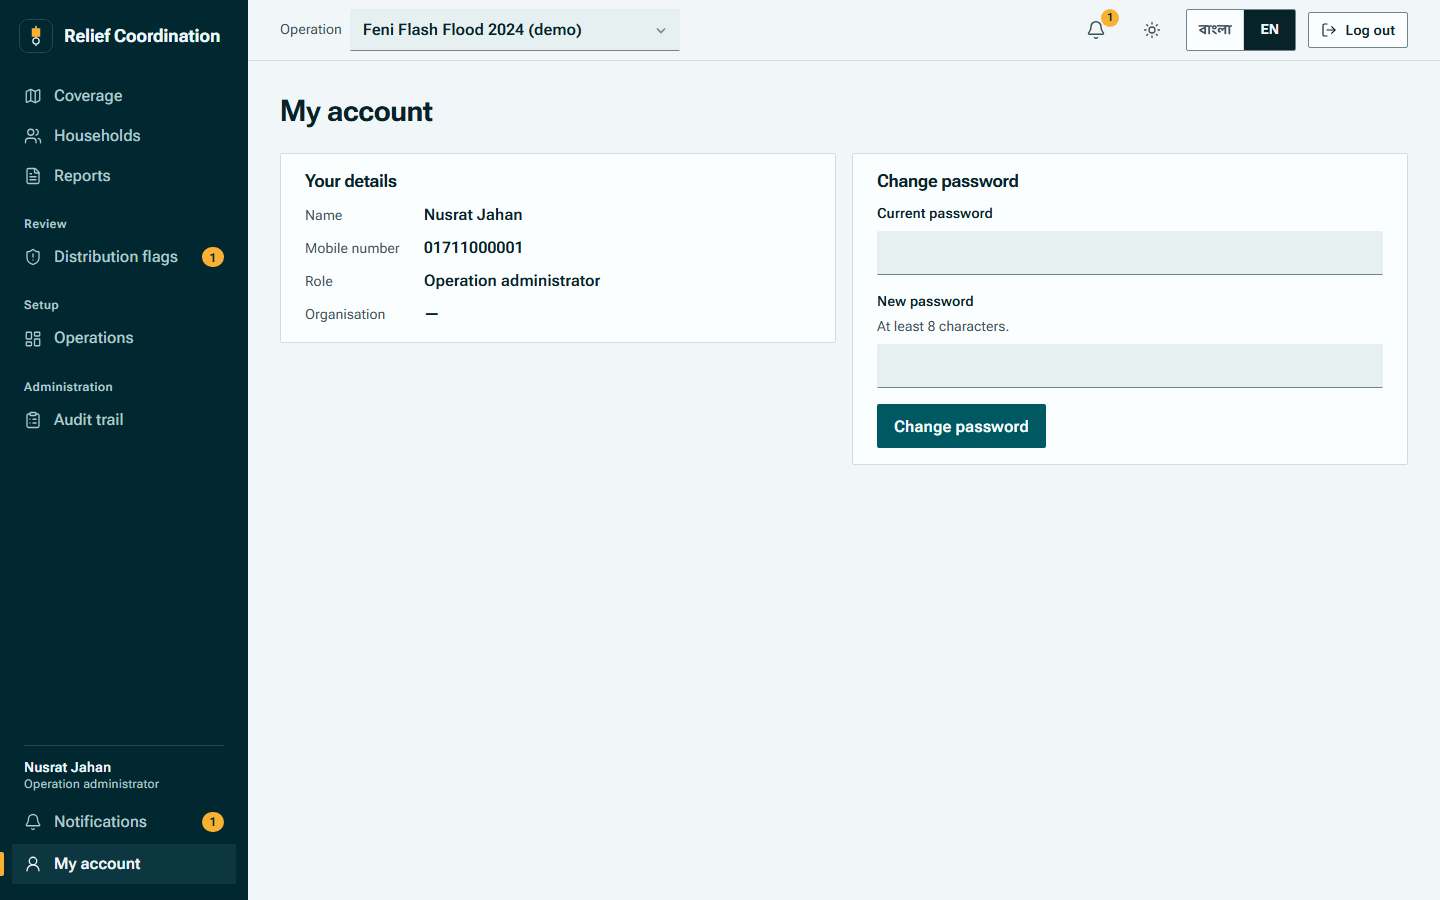 Relief Coordination
Coverage
Households
Reports
Review
Distribution flags 1
Setup
Operations
Administration
Audit trail
Nusrat Jahan
Operation administrator
Notifications 1
My account
Operation Feni Flash Flood 2024 (demo) 1 বাংলা EN Log out
My account
Your details
Name Nusrat Jahan
Mobile number 01711000001
Role Operation administrator
Organisation —
Change password
Current password
New password
At least 8 characters.
Change password